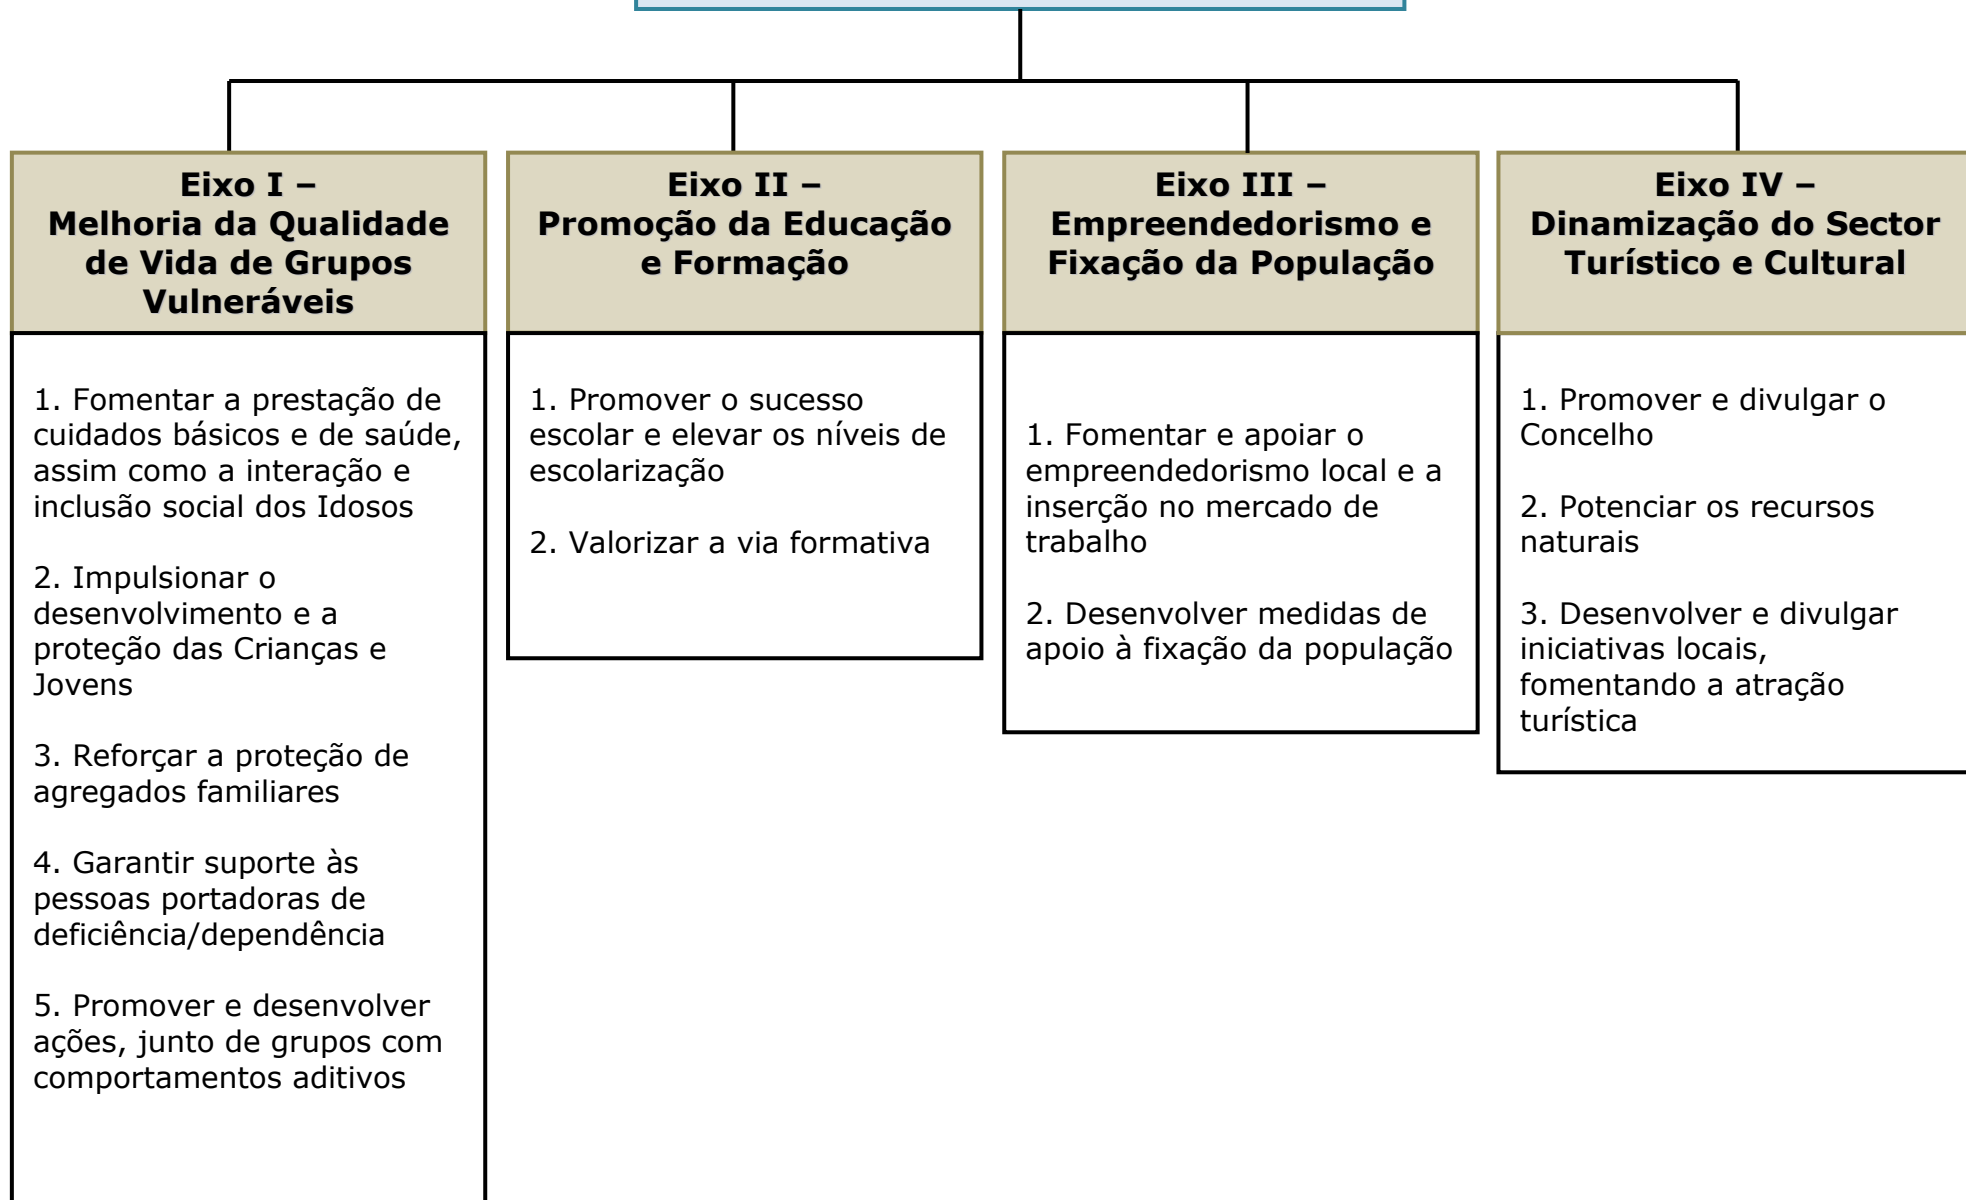 Eixo I –
Melhoria da Qualidade
de Vida de Grupos
Vulneráveis
1. Fomentar a prestação de
cuidados básicos e de saúde,
assim como a interação e
inclusão social dos Idosos
2. Impulsionar o
desenvolvimento e a
proteção das Crianças e
Jovens
3. Reforçar a proteção de
agregados familiares
4. Garantir suporte às
pessoas portadoras de
deficiência/dependência
5. Promover e desenvolver
ações, junto de grupos com
comportamentos aditivos
Eixo II –
Promoção da Educação
e Formação
1. Promover o sucesso
escolar e elevar os níveis de
escolarização
2. Valorizar a via formativa
Eixo III –
Empreendedorismo e
Fixação da População
1. Fomentar e apoiar o
empreendedorismo local e a
inserção no mercado de
trabalho
2. Desenvolver medidas de
apoio à fixação da população
Eixo IV –
Dinamização do Sector
Turístico e Cultural
1. Promover e divulgar o
Concelho
2. Potenciar os recursos
naturais
3. Desenvolver e divulgar
iniciativas locais,
fomentando a atração
turística